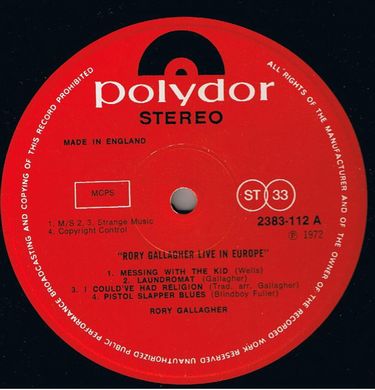 polydor
STEREO
MADE IN ENGLAND
MCPS
ST 33
1. M/S 2, 3. Strange Music
4. Copyright Control
2383-112 A
℗ 1972
"RORY GALLAGHER LIVE IN EUROPE"
1. MESSING WITH THE KID (Wells)
2. LAUNDROMAT (Gallagher)
3. I COULD'VE HAD RELIGION (Trad. arr. Gallagher)
4. PISTOL SLAPPER BLUES (Blindboy Fuller)
RORY GALLAGHER
ALL RIGHTS OF THE MANUFACTURER AND OF THE OWNER OF THE RECORDED WORK RESERVED UNAUTHORIZED PUBLIC PERFORMANCE BROADCASTING AND COPYING OF THIS RECORD PROHIBITED